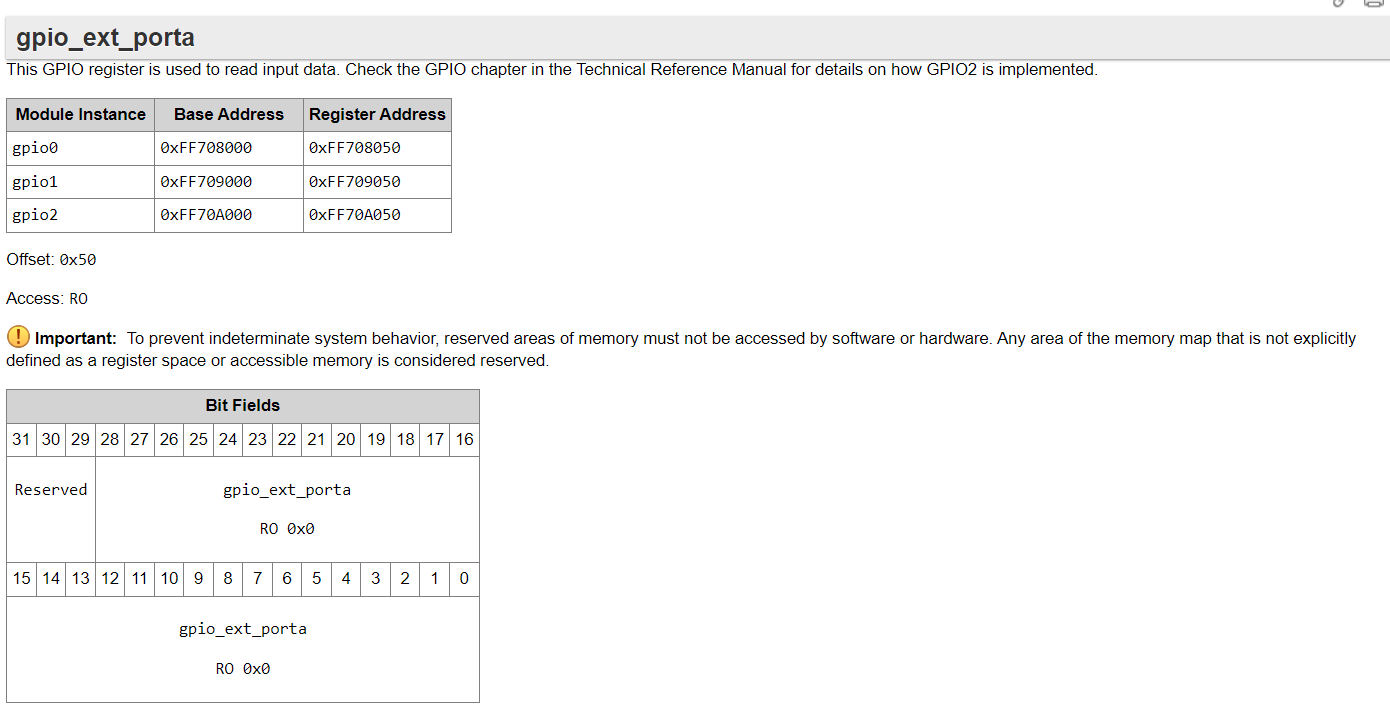 gpio_ext_porta
This GPIO register is used to read input data. Check the GPIO chapter in the Technical Reference Manual for details on how GPIO2 is implemented.
Module Instance Base Address Register Address
gpio0 0xFF708000 0xFF708050
gpio1 0xFF709000 0xFF709050
gpio2 0xFF70A000 0xFF70A050
Offset: 0x50
Access: RO
Important: To prevent indeterminate system behavior, reserved areas of memory must not be accessed by software or hardware. Any area of the memory map that is not explicitly
defined as a register space or accessible memory is considered reserved.
Bit Fields
31 30 29 28 27 26 25 24 23 22 21 20 19 18 17 16
Reserved gpio_ext_porta
RO 0x0
15 14 13 12 11 10 9 8 7 6 5 4 3 2 1 0
gpio_ext_porta
RO 0x0